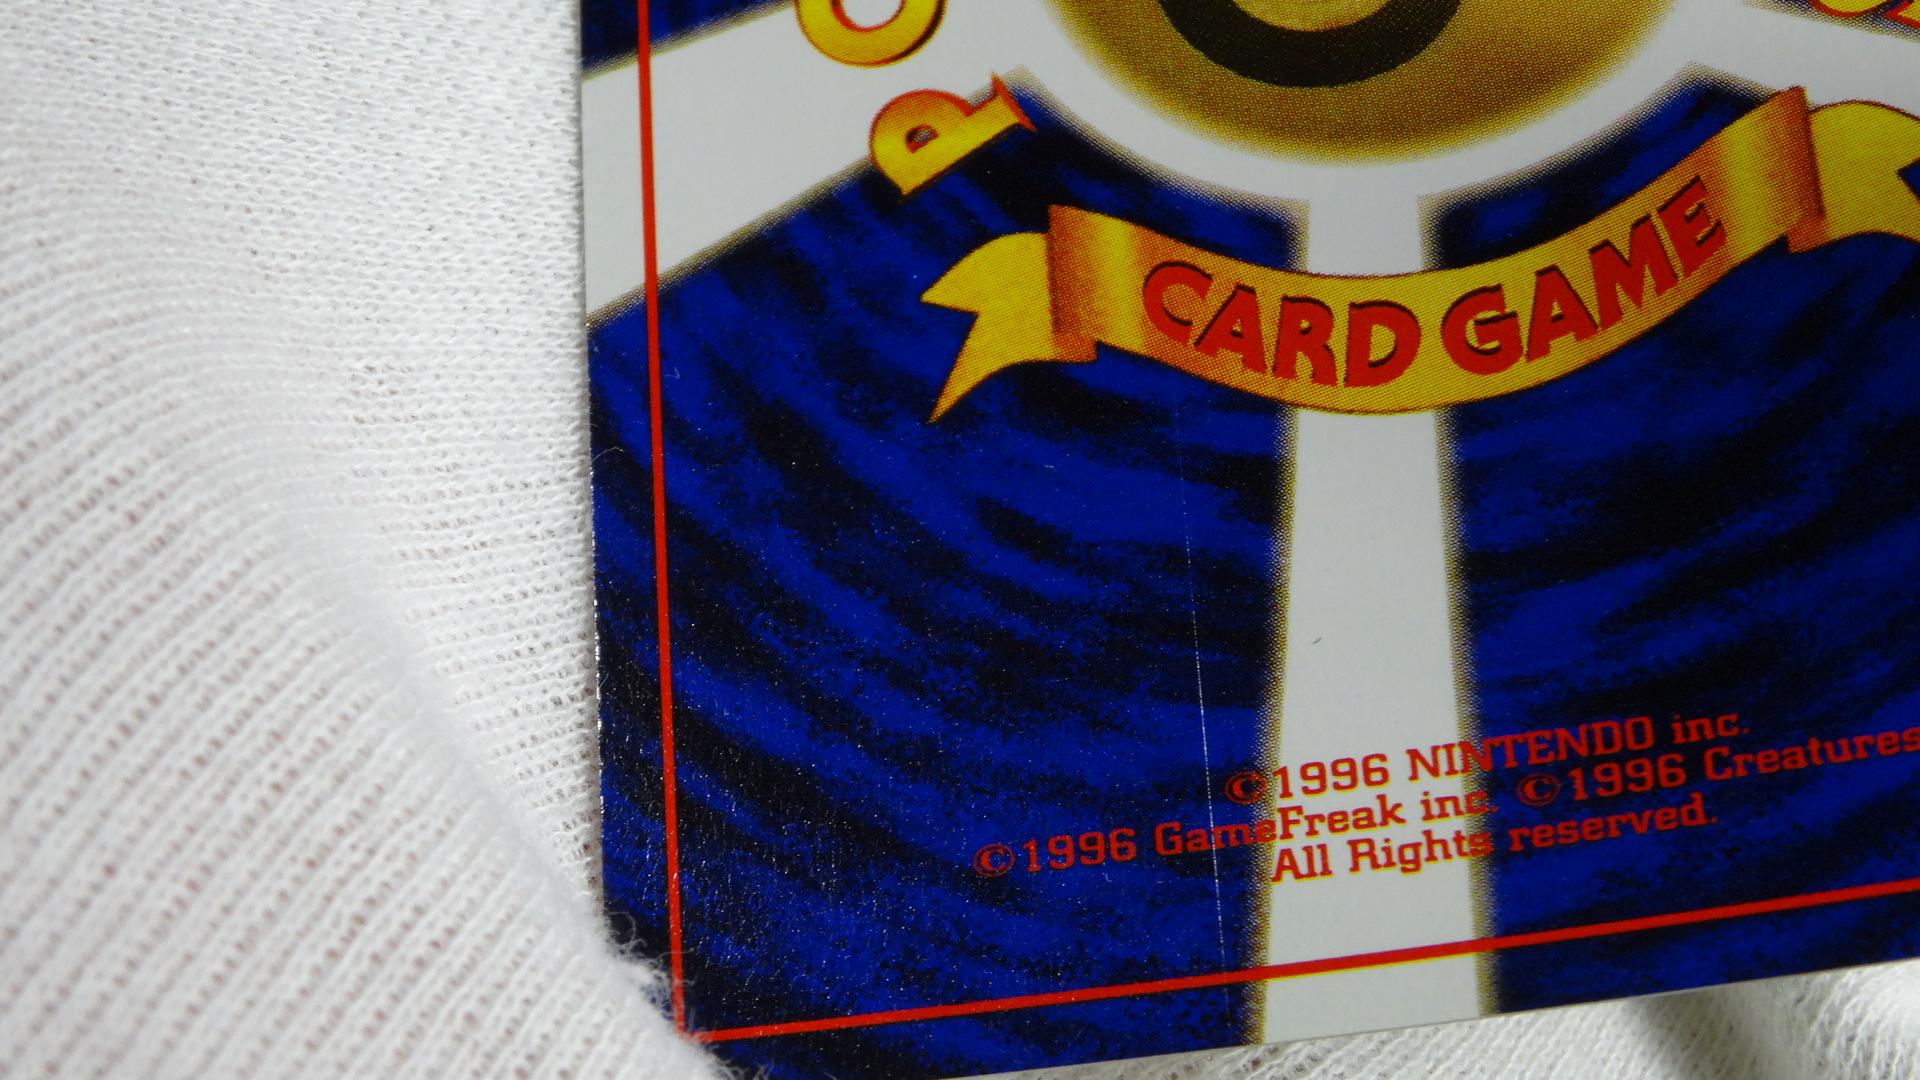 P O
CARD GAME
©1996 NINTENDO inc.
©1996 GameFreak inc. ©1996 Creatures
All Rights reserved.